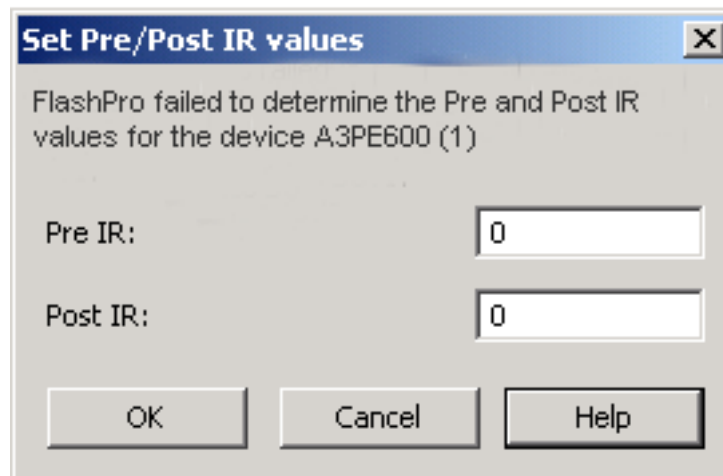 Set Pre/Post IR values
FlashPro failed to determine the Pre and Post IR
values for the device A3PE600 (1)
Pre IR:
0
Post IR:
0
OK
Cancel
Help